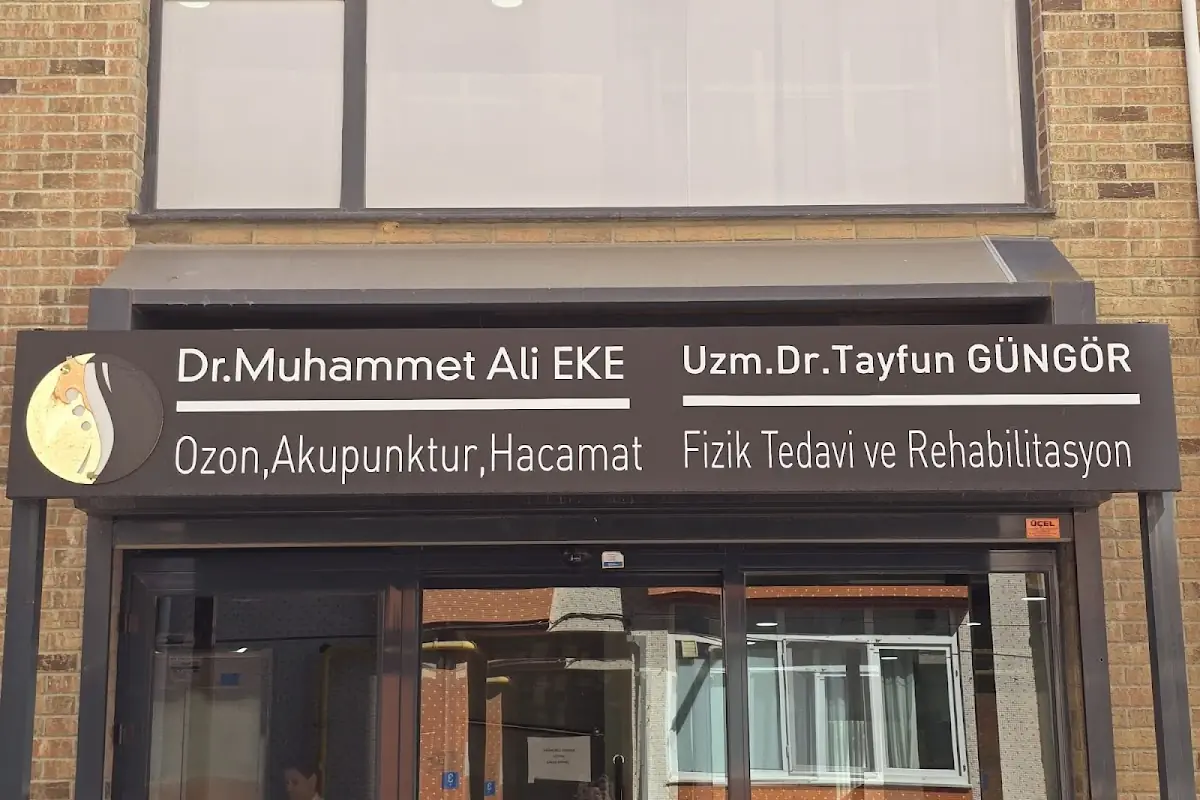 Dr.Muhammet Ali EKE
Ozon,Akupunktur,Hacamat
Uzm.Dr.Tayfun GÜNGÖR
Fizik Tedavi ve Rehabilitasyon
ÜÇEL